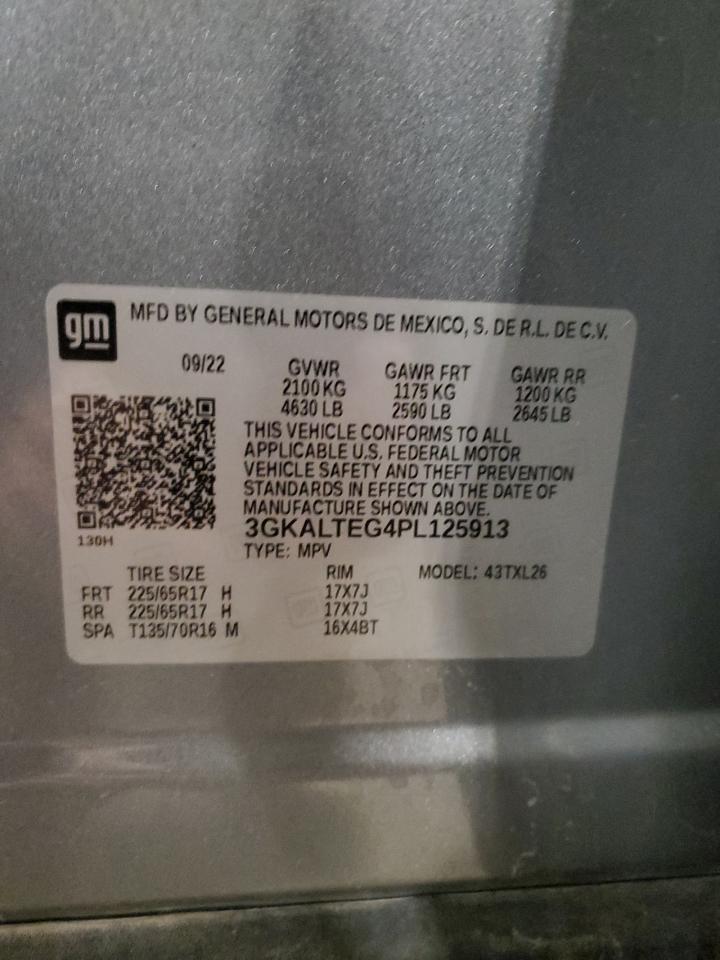 gm
MFD BY GENERAL MOTORS DE MEXICO, S. DE R.L. DE C.V.
09/22 GVWR GAWR FRT GAWR RR
2100 KG 1175 KG 1200 KG
4630 LB 2590 LB 2645 LB
THIS VEHICLE CONFORMS TO ALL
APPLICABLE U.S. FEDERAL MOTOR
VEHICLE SAFETY AND THEFT PREVENTION
STANDARDS IN EFFECT ON THE DATE OF
MANUFACTURE SHOWN ABOVE.
3GKALTEG4PL125913
130H
TYPE: MPV
TIRE SIZE RIM MODEL: 43TXL26
FRT 225/65R17 H 17X7J
RR 225/65R17 H 17X7J
SPA T135/70R16 M 16X4BT